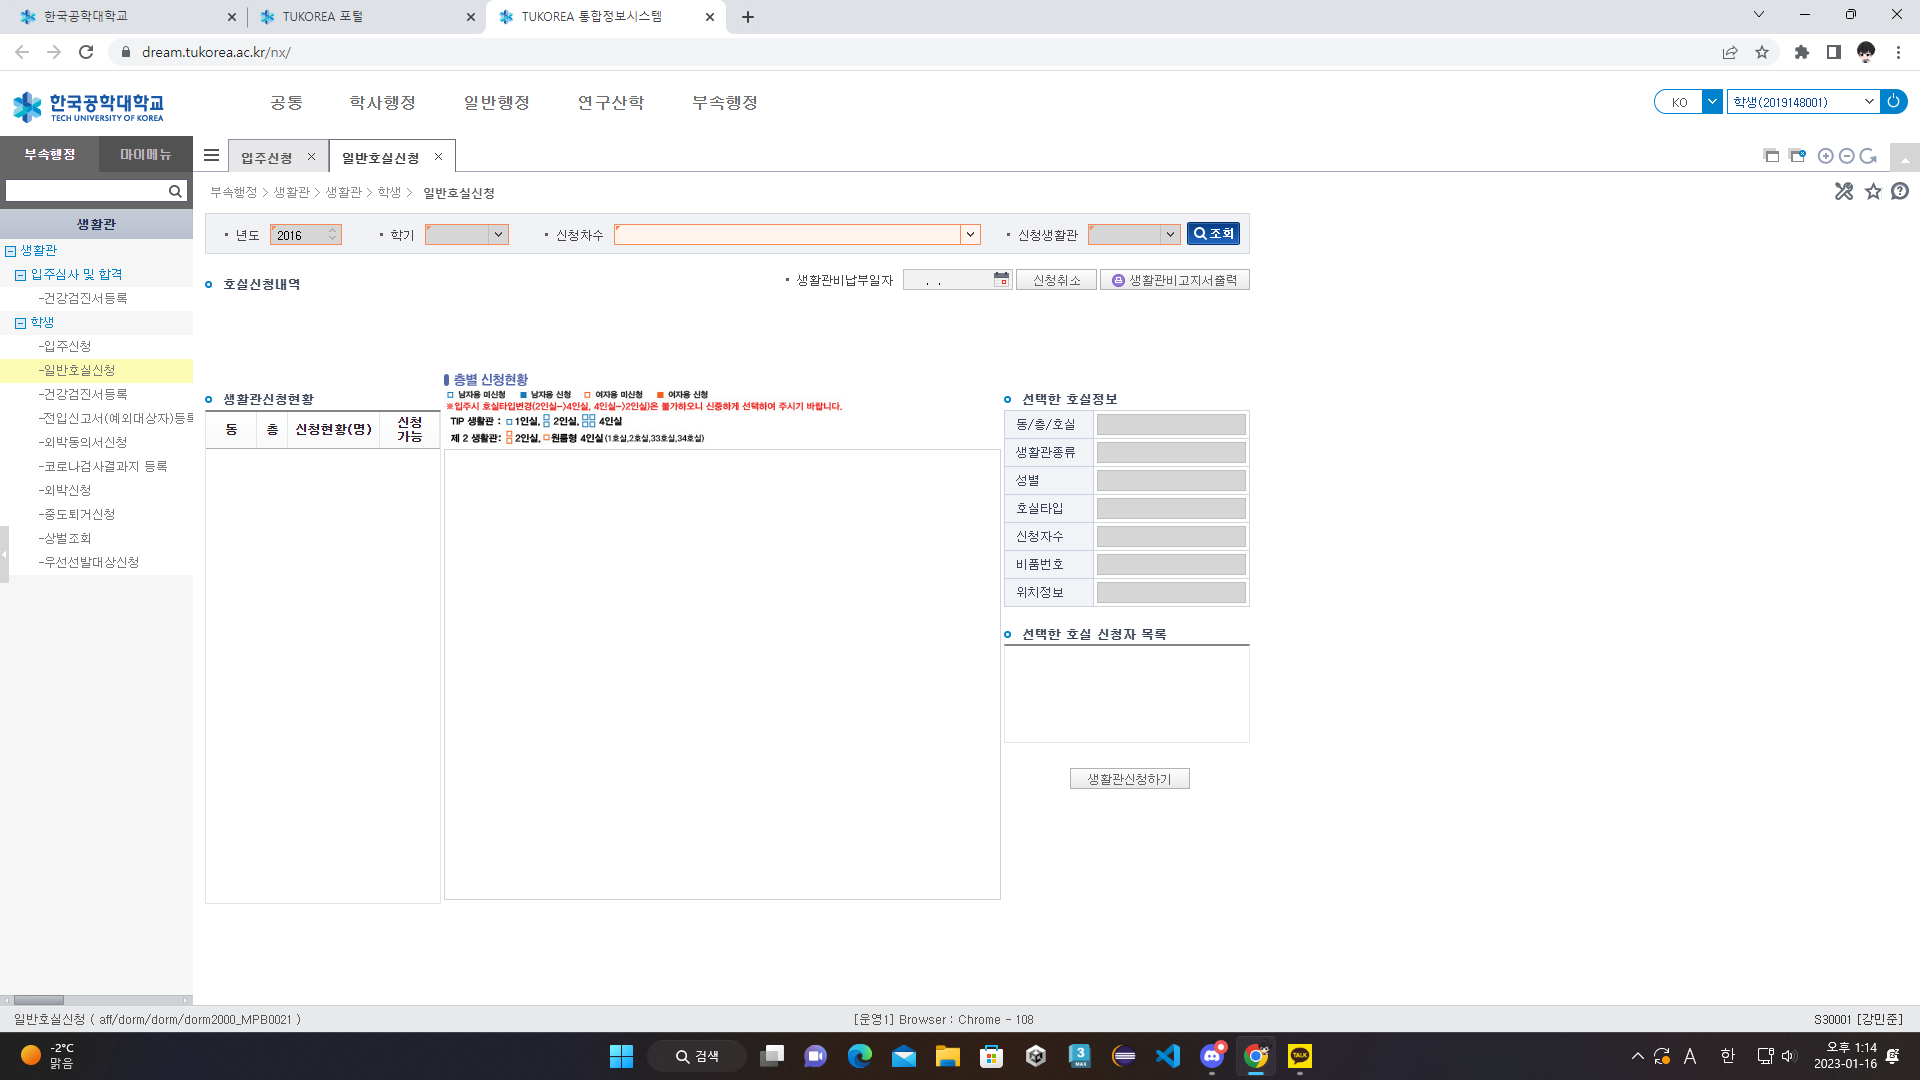 한국공학대학교
TUKOREA 포털
TUKOREA 통합정보시스템
dream.tukorea.ac.kr/nx/
한국공학대학교
TECH UNIVERSITY OF KOREA
공통
학사행정
일반행정
연구산학
부속행정
KO
학생(2019148001)
부속행정
마이메뉴
입주신청
일반호실신청
부속행정 > 생활관 > 생활관 > 학생 > 일반호실신청
생활관
생활관
입주심사 및 합격
-건강검진서등록
학생
-입주신청
-일반호실신청
-건강검진서등록
-전입신고서(예외대상자)등록
-외박동의서신청
-코로나검사결과지 등록
-외박신청
-중도퇴거신청
-상벌조회
-우선선발대상신청
년도
2016
학기
신청차수
신청생활관
조회
호실신청내역
생활관비납부일자
. .
신청취소
생활관비고지서출력
생활관신청현황
동
층
신청현황(명)
신청
가능
층별 신청현황
남자용 미신청
남자용 신청
여자용 미신청
여자용 신청
※입주시 호실타입변경(2인실->4인실, 4인실->2인실)은 불가하오니 신중하게 선택하여 주시기 바랍니다.
TIP 생활관 : 1인실, 2인실, 4인실
제 2 생활관: 2인실, 원룸형 4인실 (1호실,2호실,33호실,34호실)
선택한 호실정보
동/층/호실
생활관종류
성별
호실타입
신청자수
비품번호
위치정보
선택한 호실 신청자 목록
생활관신청하기
일반호실신청 ( aff/dorm/dorm/dorm2000_MPB0021 )
[운영1] Browser : Chrome - 108
S30001 [강민준]
-2°C
맑음
검색
3
MAX
TALK
A
한
오후 1:14
2023-01-16